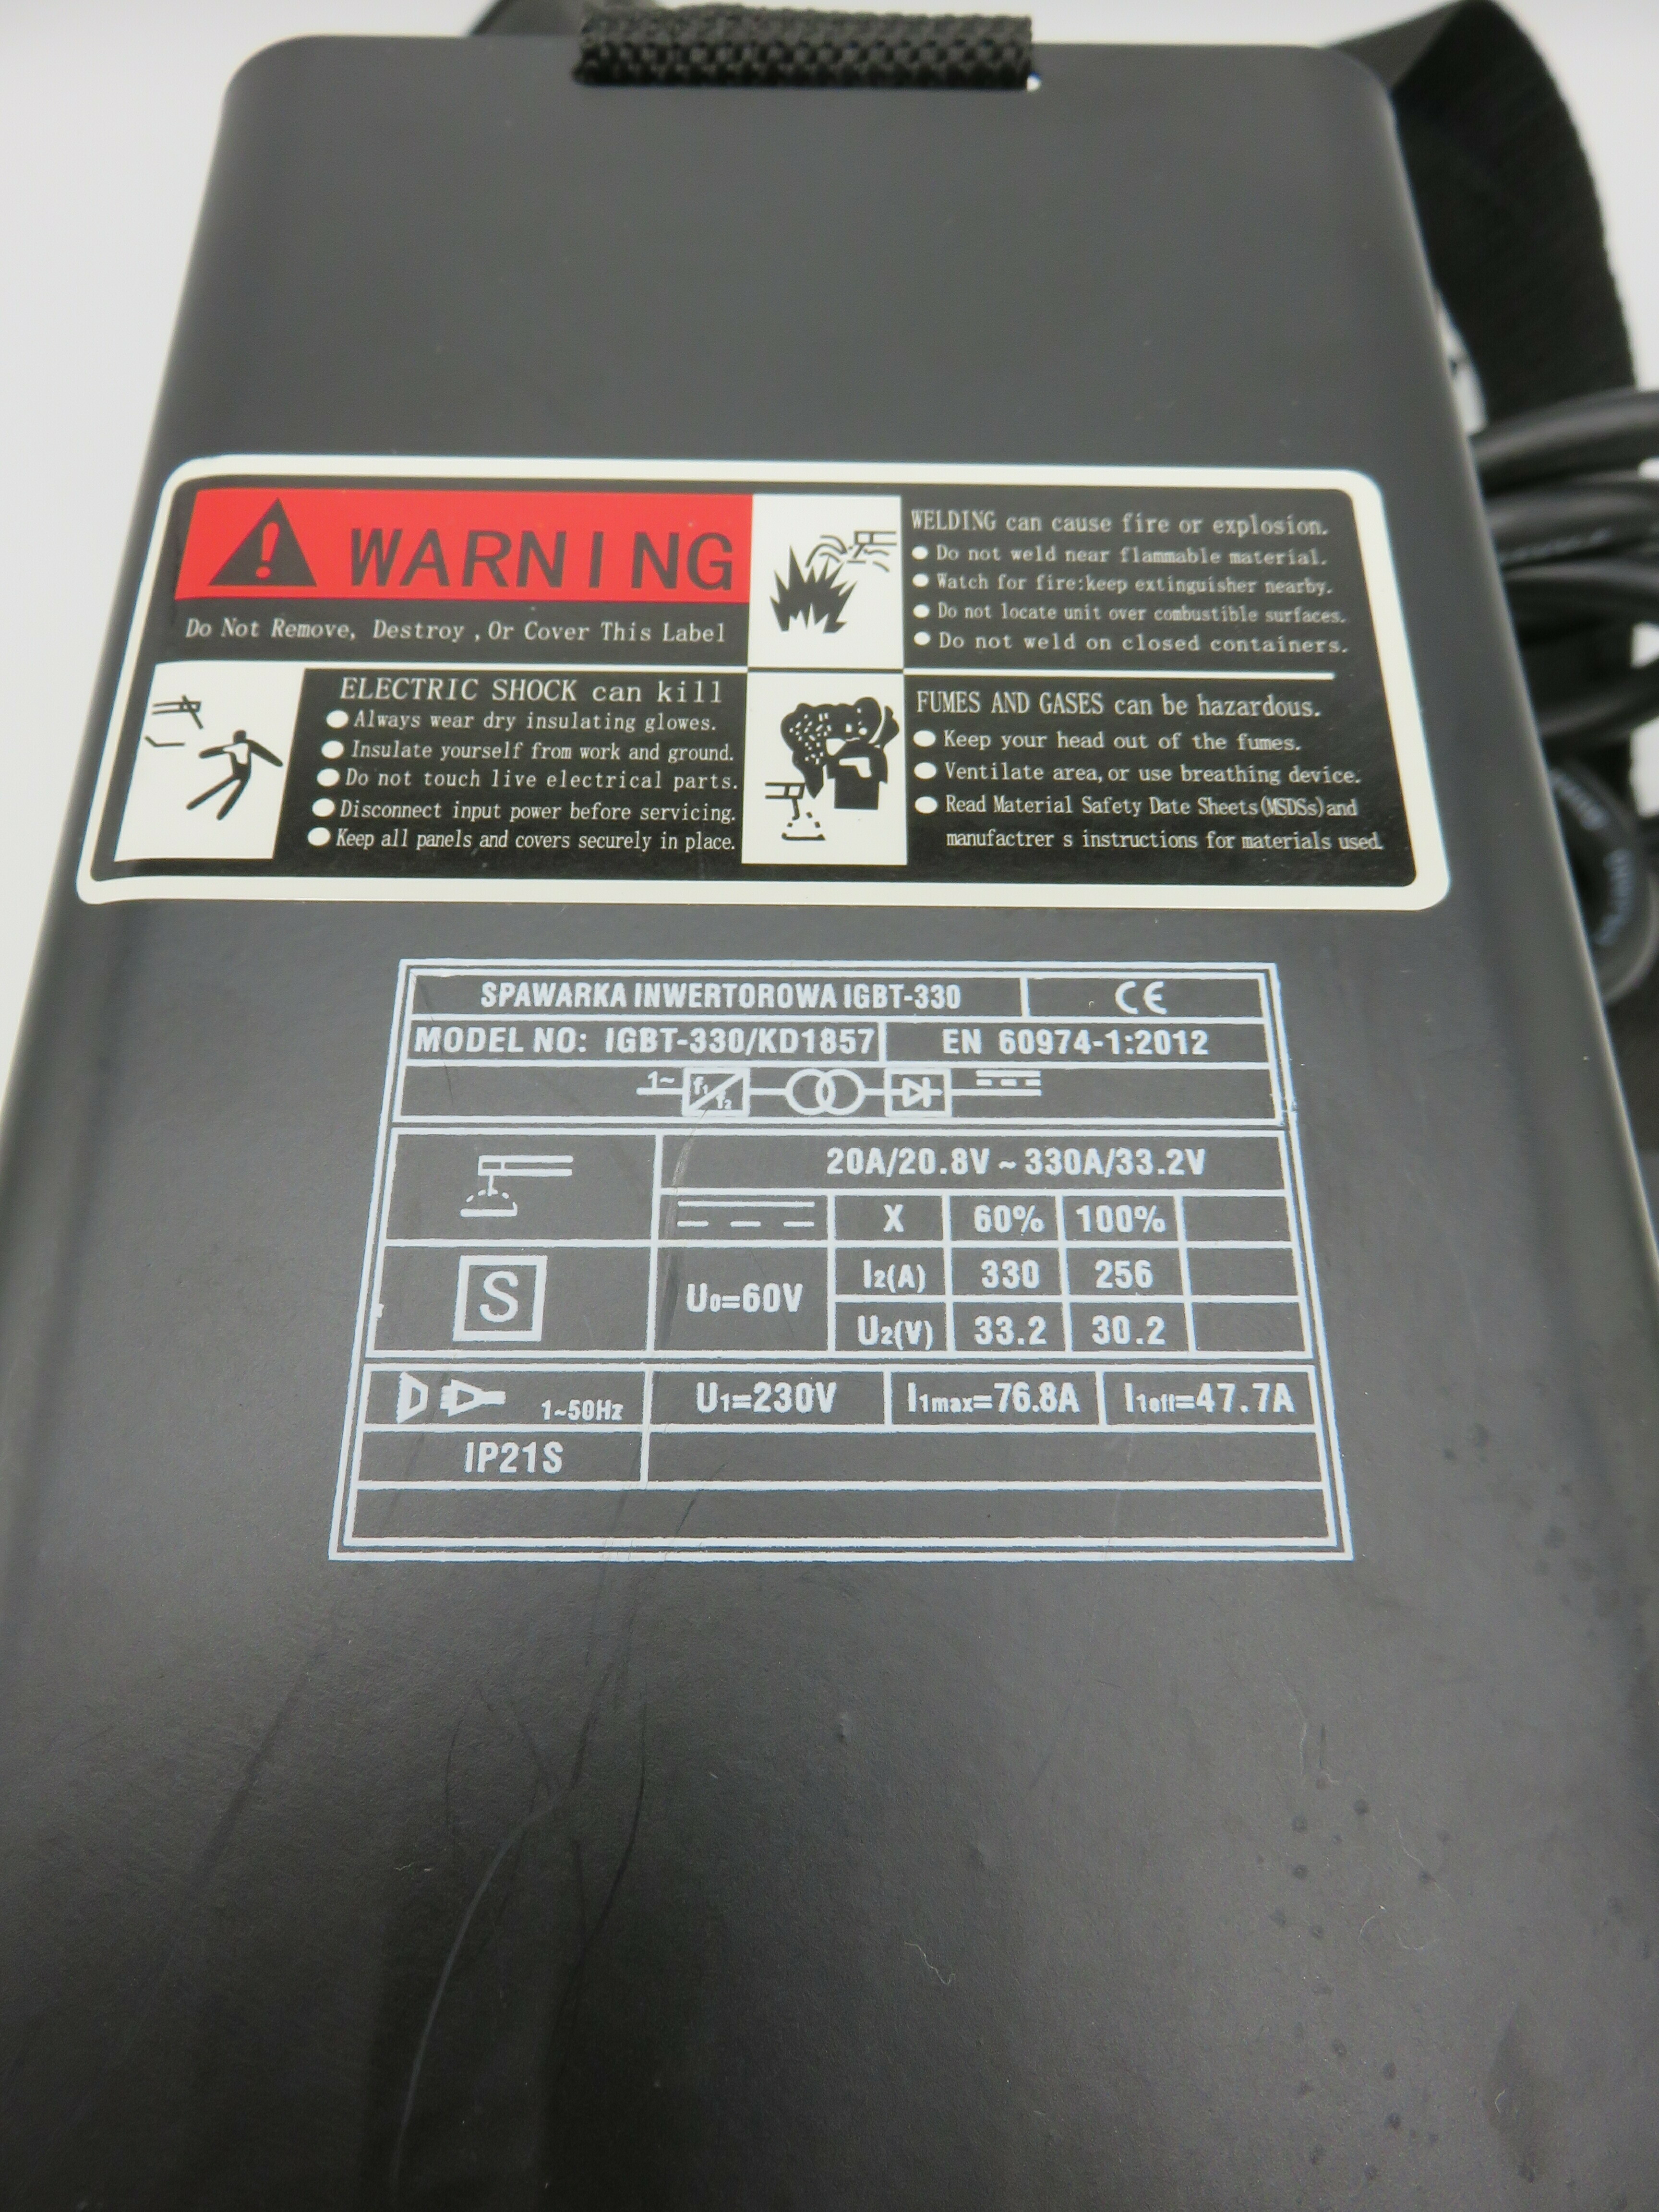 WARNING
Do Not Remove, Destroy ,Or Cover This Label
ELECTRIC SHOCK can kill
● Always wear dry insulating glowes.
● Insulate yourself from work and ground.
● Do not touch live electrical parts.
● Disconnect input power before servicing.
● Keep all panels and covers securely in place.
WELDING can cause fire or explosion.
● Do not weld near flammable material.
● Watch for fire:keep extinguisher nearby.
● Do not locate unit over combustible surfaces.
● Do not weld on closed containers.
FUMES AND GASES can be hazardous.
● Keep your head out of the fumes.
● Ventilate area,or use breathing device.
● Read Material Safety Date Sheets(MSDSs)and
manufactrer s instructions for materials used.
SPAWARKA INWERTOROWA IGBT-330 CE
MODEL NO: IGBT-330/KD1857 EN 60974-1:2012
1~ f1 f2
20A/20.8V ~ 330A/33.2V
X 60% 100%
S U0=60V I2(A) 330 256
U2(V) 33.2 30.2
1~50Hz U1=230V I1max=76.8A I1eff=47.7A
IP21S